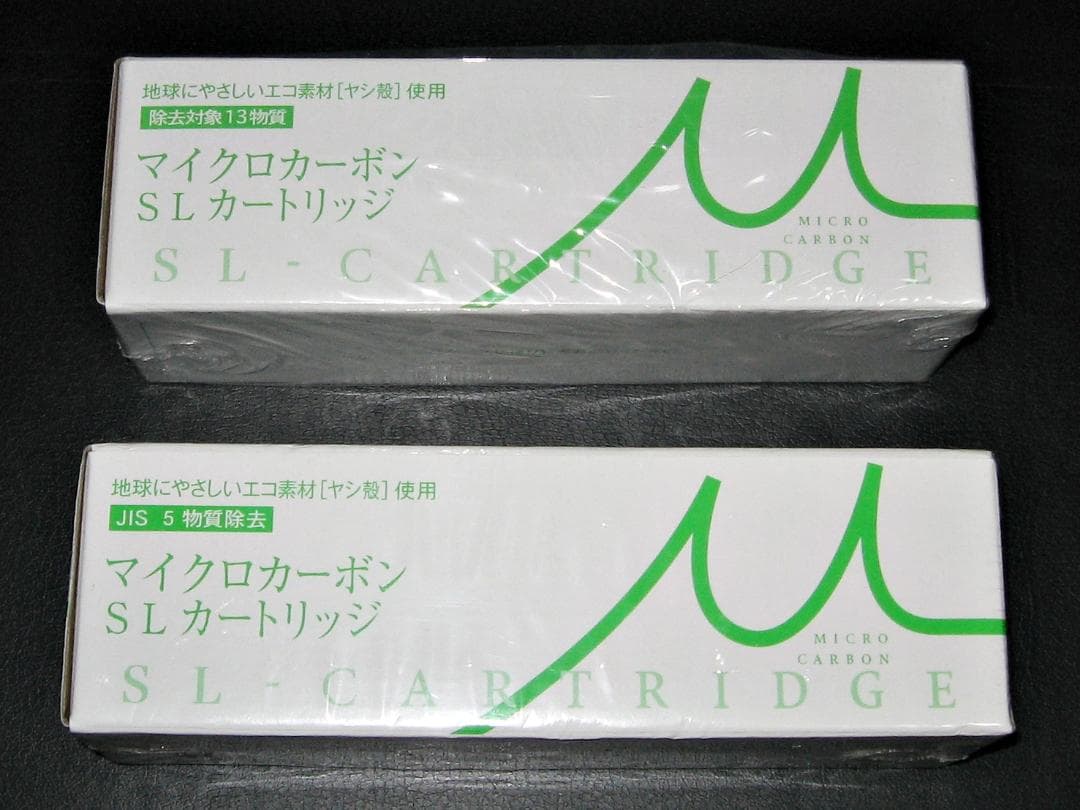 地球にやさしいエコ素材[ヤシ殻]使用
除去対象13物質
マイクロカーボン
SLカートリッジ
MICRO
CARBON
SL-CARTRIDGE
地球にやさしいエコ素材[ヤシ殻]使用
JIS 5 物質除去
マイクロカーボン
SLカートリッジ
MICRO
CARBON
SL-CARTRIDGE